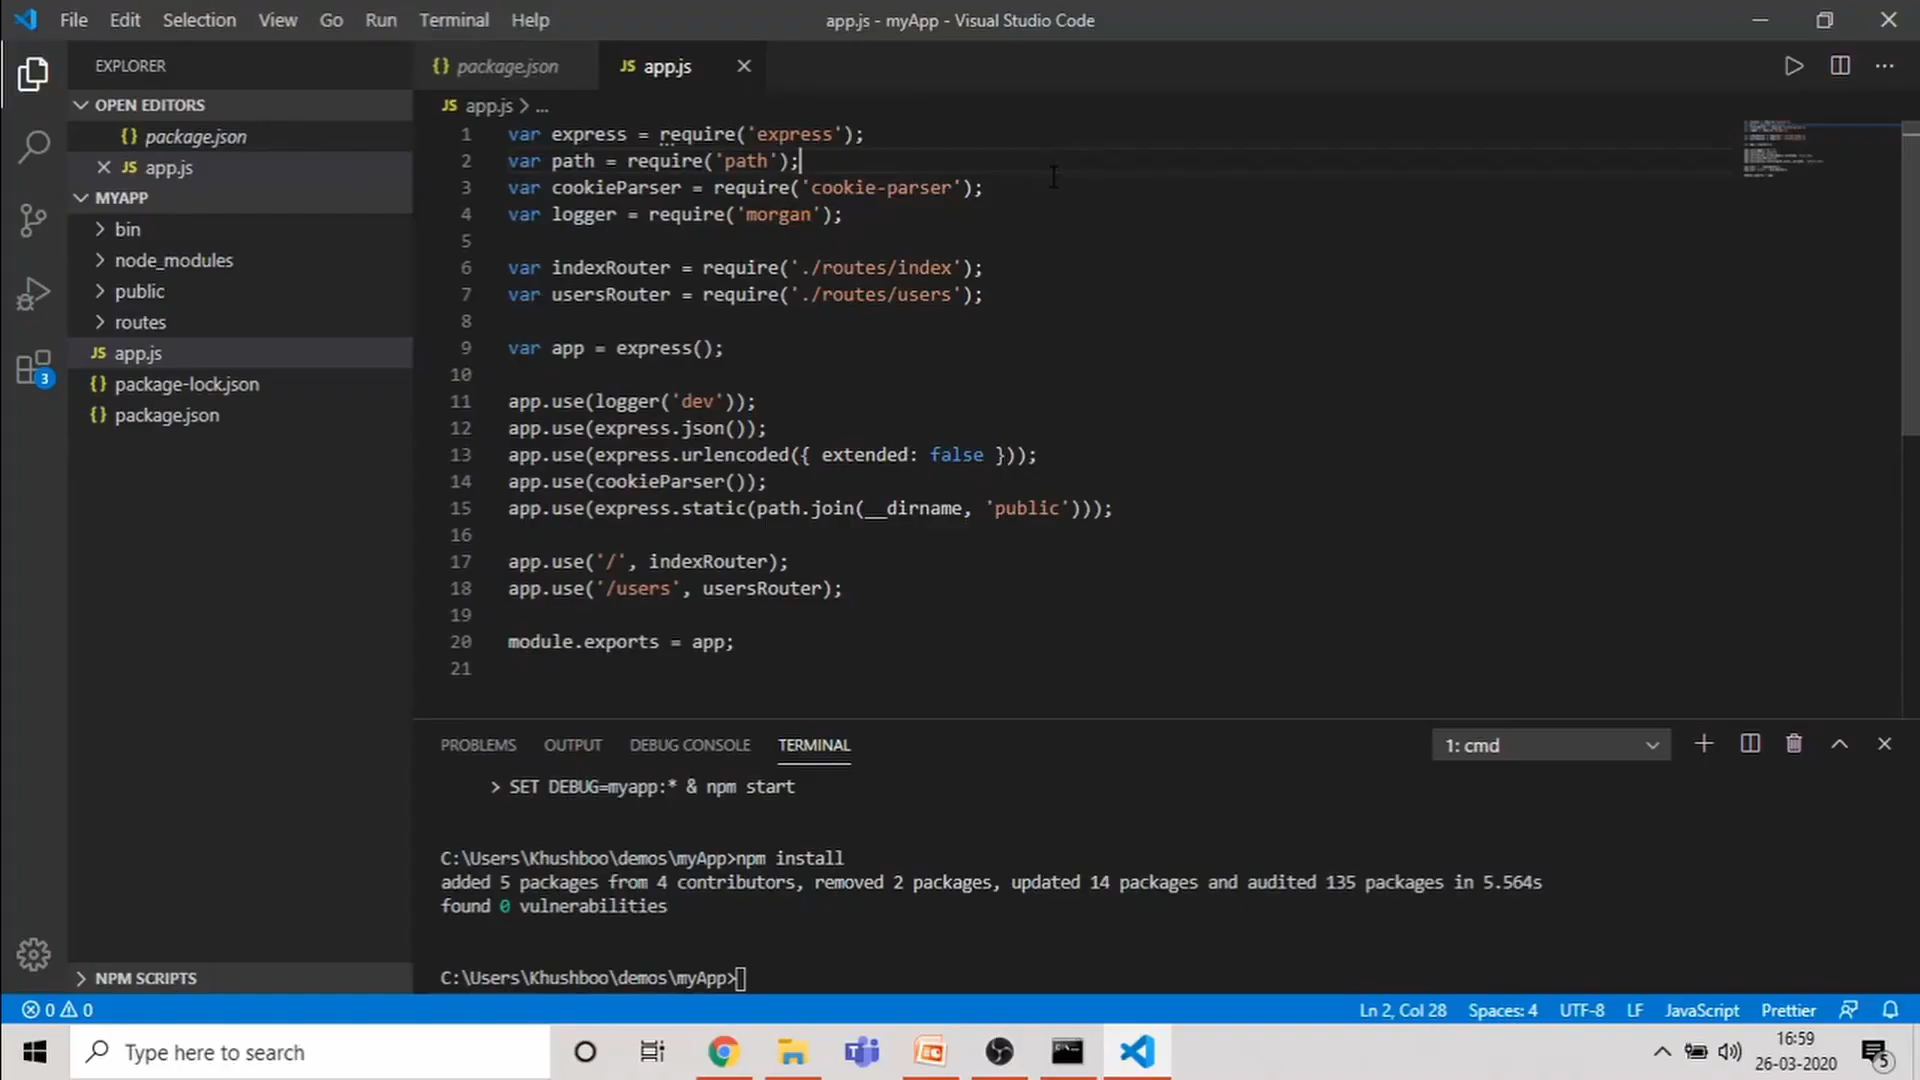 File Edit Selection View Go Run Terminal Help
app.js - myApp - Visual Studio Code
EXPLORER
OPEN EDITORS
{} package.json
JS app.js
MYAPP
bin
node_modules
public
routes
JS app.js
{} package-lock.json
{} package.json
NPM SCRIPTS
{} package.json
JS app.js
JS app.js > ...
1 var express = require('express');
2 var path = require('path');
3 var cookieParser = require('cookie-parser');
4 var logger = require('morgan');
5
6 var indexRouter = require('./routes/index');
7 var usersRouter = require('./routes/users');
8
9 var app = express();
10
11 app.use(logger('dev'));
12 app.use(express.json());
13 app.use(express.urlencoded({ extended: false }));
14 app.use(cookieParser());
15 app.use(express.static(path.join(__dirname, 'public')));
16
17 app.use('/', indexRouter);
18 app.use('/users', usersRouter);
19
20 module.exports = app;
21
PROBLEMS OUTPUT DEBUG CONSOLE TERMINAL
1: cmd
> SET DEBUG=myapp:* & npm start
C:\Users\Khushboo\demos\myApp>npm install
added 5 packages from 4 contributors, removed 2 packages, updated 14 packages and audited 135 packages in 5.564s
found 0 vulnerabilities
C:\Users\Khushboo\demos\myApp>
3
0 0
Ln 2, Col 28 Spaces: 4 UTF-8 LF JavaScript Prettier
Type here to search
16:59
26-03-2020
5